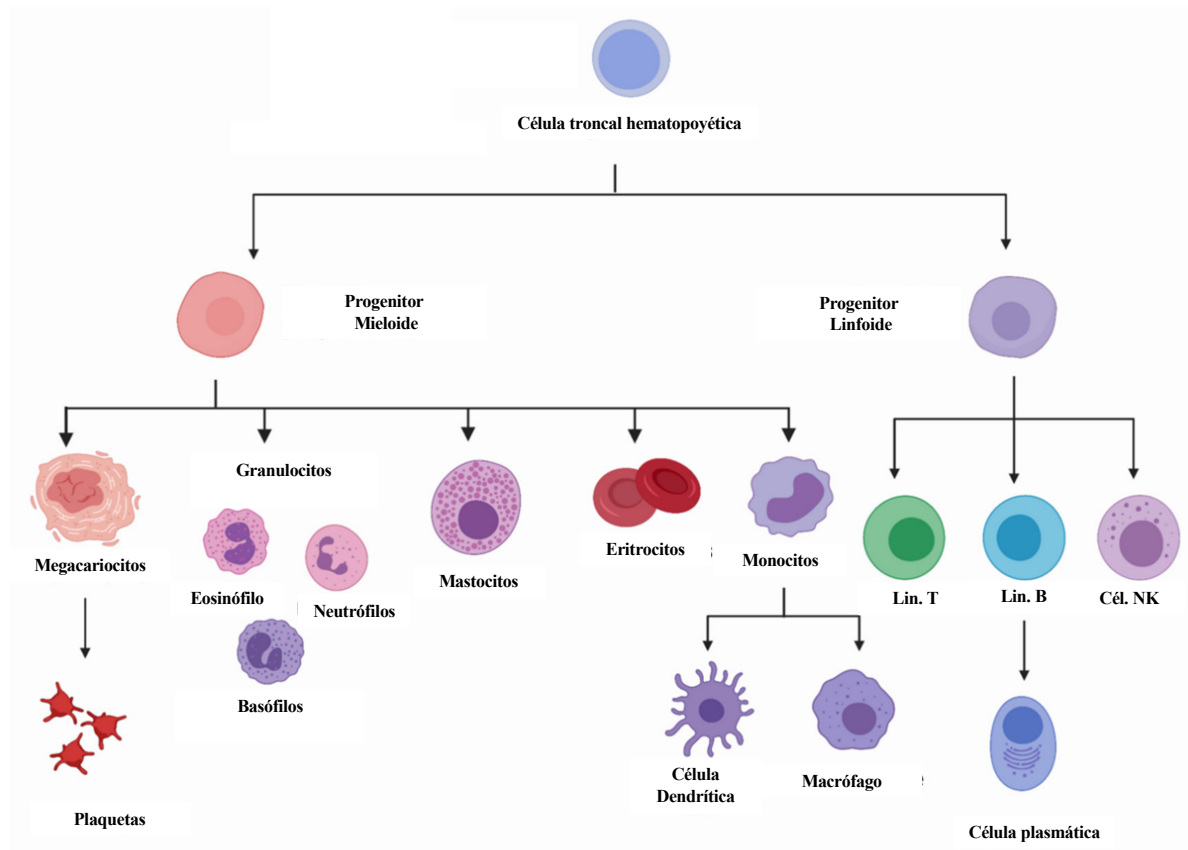 Célula troncal hematopoyética
Progenitor
Mieloide
Progenitor
Linfoide
Granulocitos
Megacariocitos
Eosinófilo
Neutrófilos
Basófilos
Mastocitos
Eritrocitos
Monocitos
Lin. T
Lin. B
Cél. NK
Plaquetas
Célula
Dendrítica
Macrófago
Célula plasmática